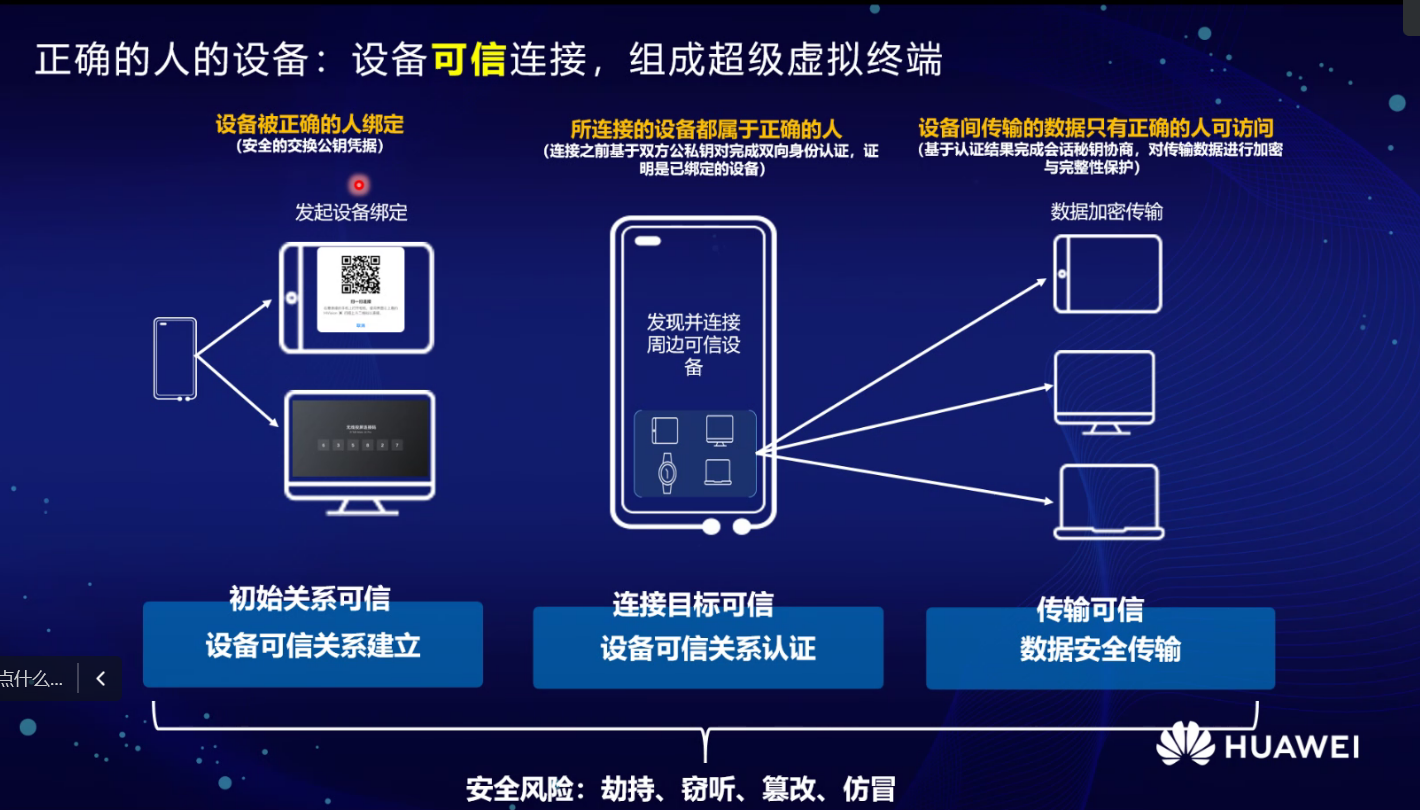 正确的人的设备：设备可信连接，组成超级虚拟终端
设备被正确的人绑定
（安全的交换公钥凭据）
发起设备绑定
所连接的设备都属于正确的人
（连接之前基于双方公私钥对完成双向身份认证，证
明是已绑定的设备）
发现并连接
周边可信设
备
设备间传输的数据只有正确的人可访问
（基于认证结果完成会话秘钥协商，对传输数据进行加密
与完整性保护）
数据加密传输
初始关系可信
设备可信关系建立
连接目标可信
设备可信关系认证
传输可信
数据安全传输
点什么...
安全风险：劫持、窃听、篡改、仿冒
HUAWEI